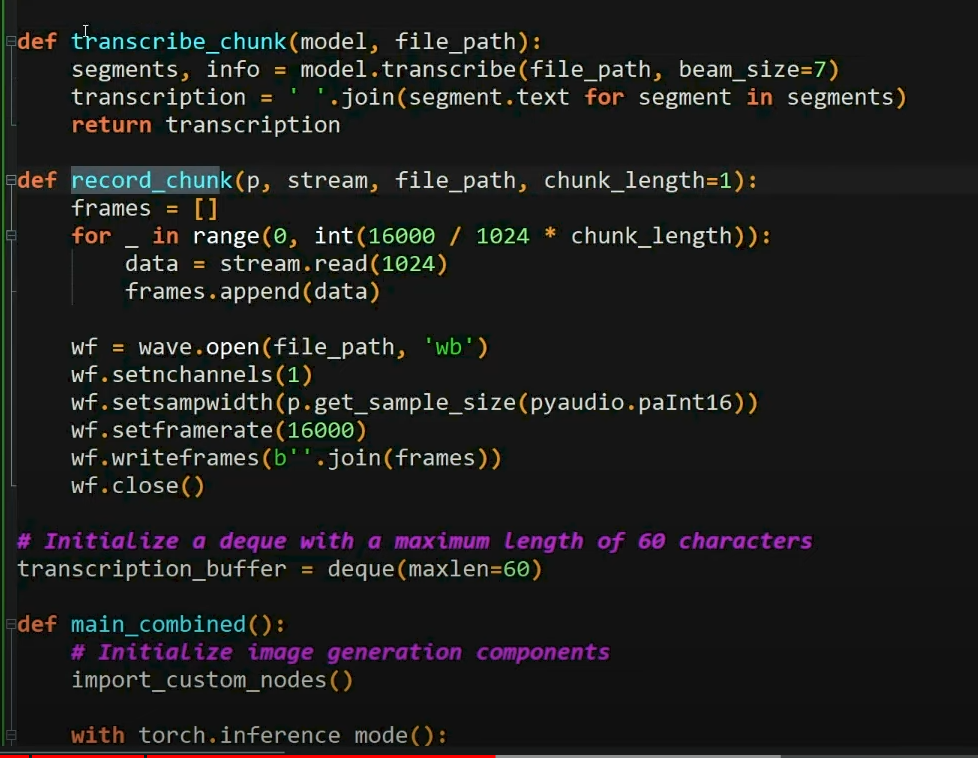 def transcribe_chunk(model, file_path):
    segments, info = model.transcribe(file_path, beam_size=7)
    transcription = ' '.join(segment.text for segment in segments)
    return transcription

def record_chunk(p, stream, file_path, chunk_length=1):
    frames = []
    for _ in range(0, int(16000 / 1024 * chunk_length)):
        data = stream.read(1024)
        frames.append(data)

    wf = wave.open(file_path, 'wb')
    wf.setnchannels(1)
    wf.setsampwidth(p.get_sample_size(pyaudio.paInt16))
    wf.setframerate(16000)
    wf.writeframes(b''.join(frames))
    wf.close()

# Initialize a deque with a maximum length of 60 characters
transcription_buffer = deque(maxlen=60)

def main_combined():
    # Initialize image generation components
    import_custom_nodes()

    with torch.inference_mode():